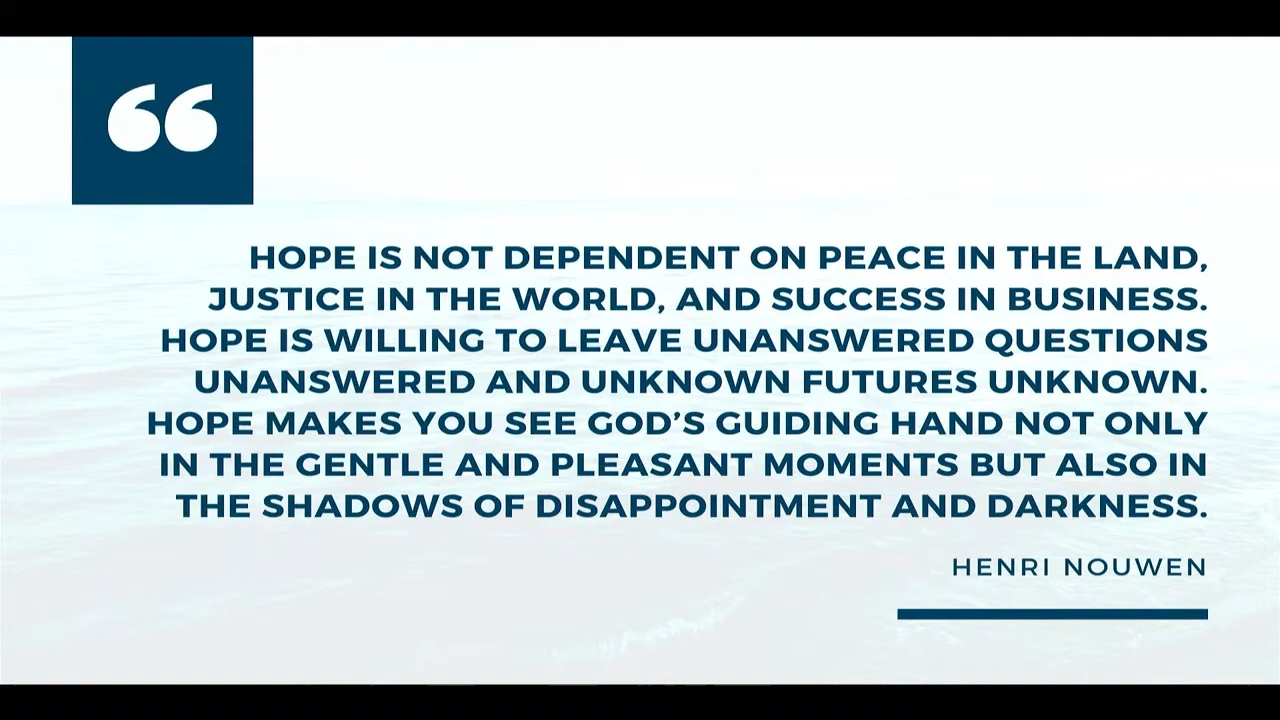 “
HOPE IS NOT DEPENDENT ON PEACE IN THE LAND,
JUSTICE IN THE WORLD, AND SUCCESS IN BUSINESS.
HOPE IS WILLING TO LEAVE UNANSWERED QUESTIONS
UNANSWERED AND UNKNOWN FUTURES UNKNOWN.
HOPE MAKES YOU SEE GOD’S GUIDING HAND NOT ONLY
IN THE GENTLE AND PLEASANT MOMENTS BUT ALSO IN
THE SHADOWS OF DISAPPOINTMENT AND DARKNESS.
HENRI NOUWEN